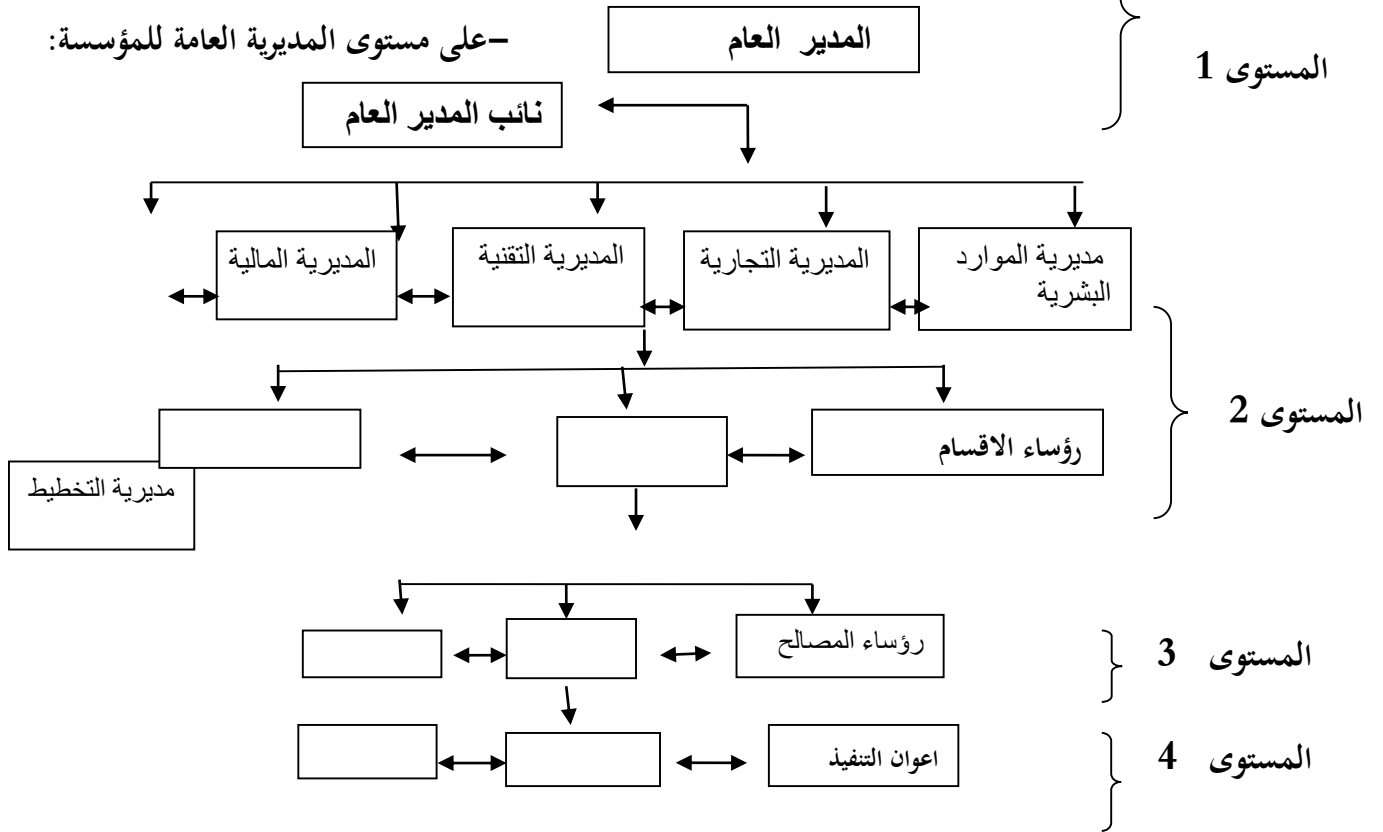 المدير العام
–على مستوى المديرية العامة للمؤسسة:
المستوى 1
نائب المدير العام
مديرية الموارد
البشرية
المديرية التجارية
المديرية التقنية
المديرية المالية
المستوى 2
رؤساء الاقسام
مديرية التخطيط
رؤساء المصالح
المستوى 3
اعوان التنفيذ
المستوى 4